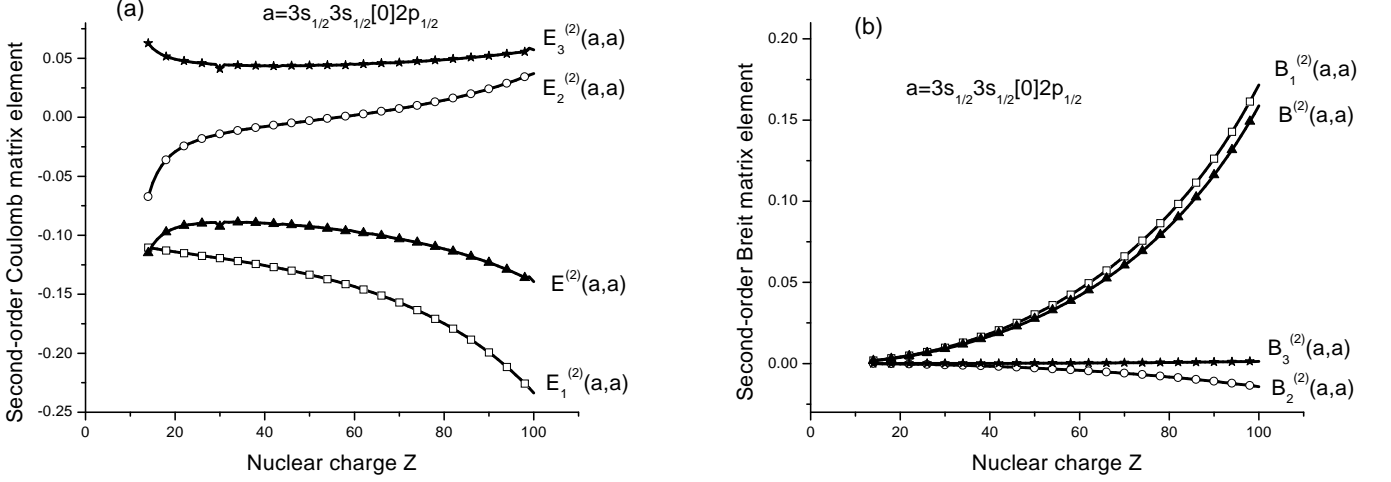 (a)
a=3s1/23s1/2[0]2p1/2
Second-order Coulomb matrix element
0.05
0.00
-0.05
-0.10
-0.15
-0.20
-0.25
E3(2)(a,a)
E2(2)(a,a)
E(2)(a,a)
E1(2)(a,a)
0 20 40 60 80 100
Nuclear charge Z
(b)
a=3s1/23s1/2[0]2p1/2
Second-order Breit matrix element
0.20
0.15
0.10
0.05
0.00
B1(2)(a,a)
B(2)(a,a)
B3(2)(a,a)
B2(2)(a,a)
0 20 40 60 80 100
Nuclear charge Z